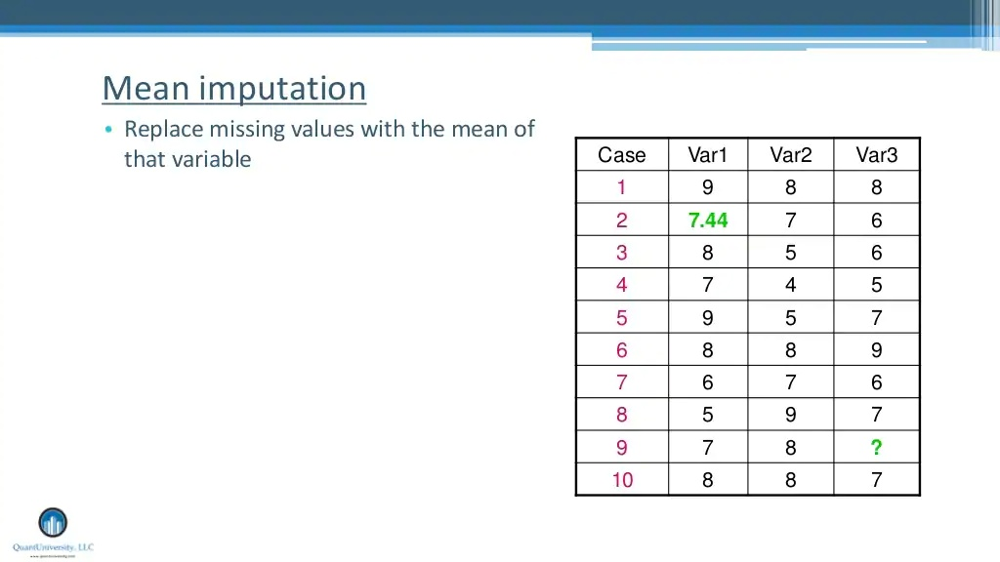 Mean imputation
• Replace missing values with the mean of
that variable
Case Var1 Var2 Var3
1 9 8 8
2 7.44 7 6
3 8 5 6
4 7 4 5
5 9 5 7
6 8 8 9
7 6 7 6
8 5 9 7
9 7 8 ?
10 8 8 7
QuantUniversity, LLC
www.quantuniversity.com